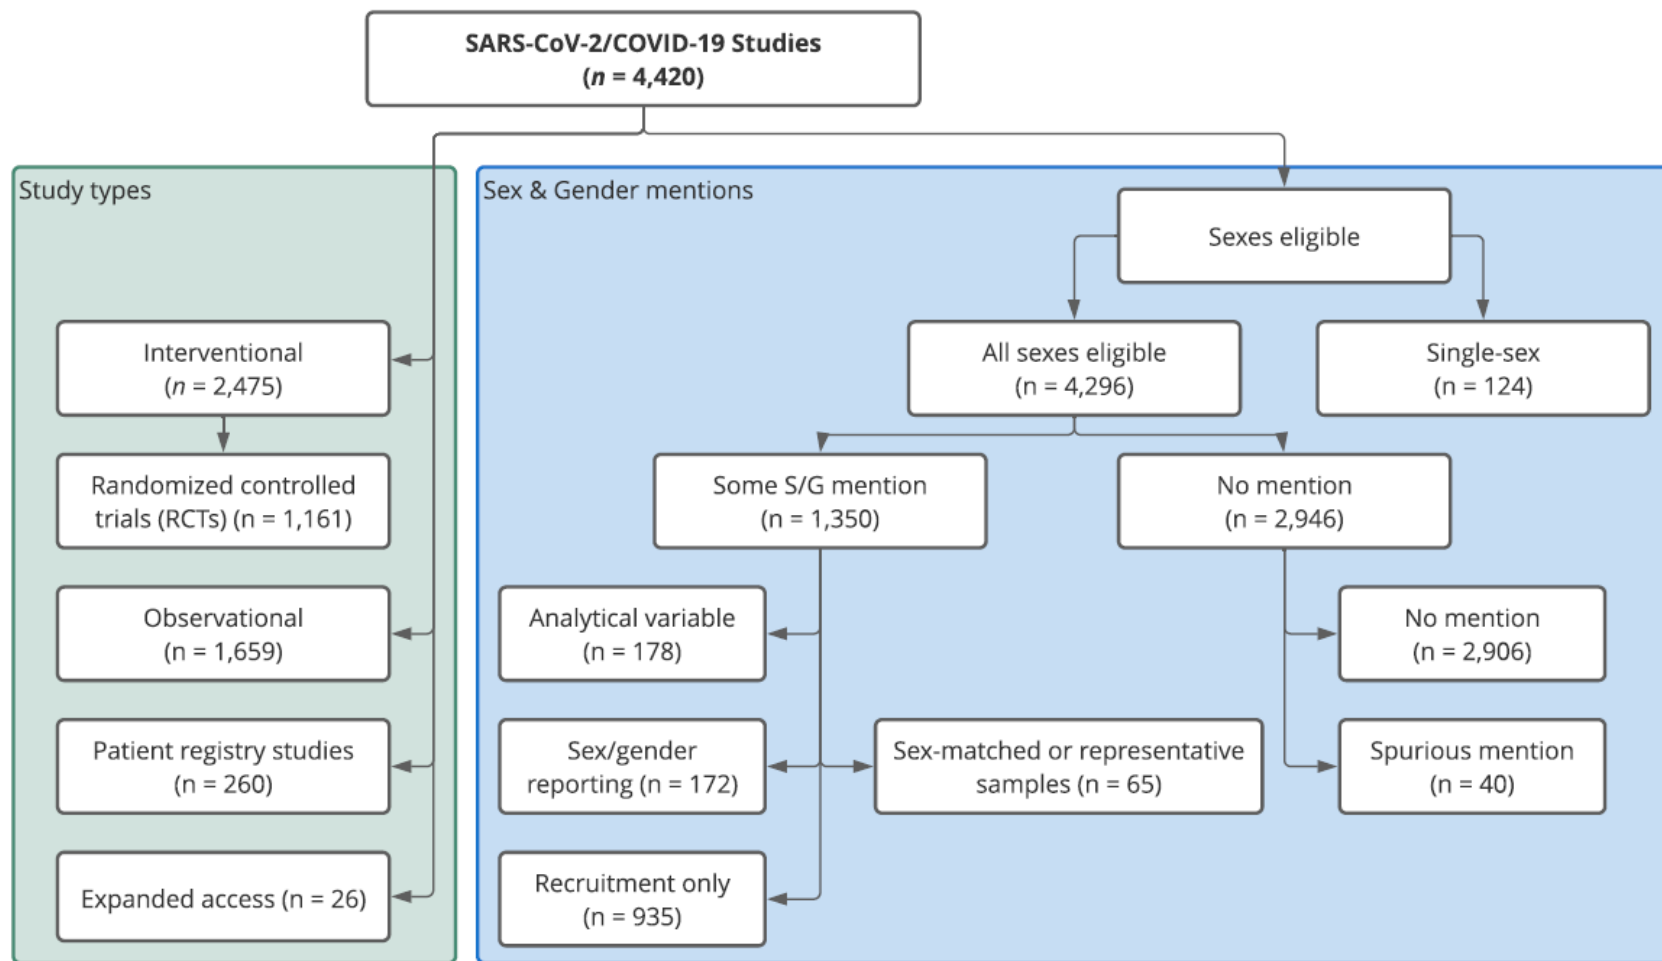 SARS-CoV-2/COVID-19 Studies
(n = 4,420)
Study types
Interventional
(n = 2,475)
Randomized controlled
trials (RCTs) (n = 1,161)
Observational
(n = 1,659)
Patient registry studies
(n = 260)
Expanded access (n = 26)
Sex & Gender mentions
Sexes eligible
All sexes eligible
(n = 4,296)
Single-sex
(n = 124)
Some S/G mention
(n = 1,350)
No mention
(n = 2,946)
Analytical variable
(n = 178)
No mention
(n = 2,906)
Sex/gender
reporting (n = 172)
Sex-matched or representative
samples (n = 65)
Spurious mention
(n = 40)
Recruitment only
(n = 935)